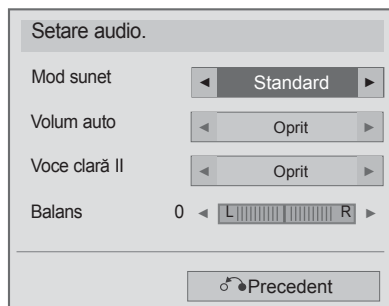 Setare audio.
Mod sunet ◄ Standard ►
Volum auto ◄ Oprit ►
Voce clară II ◄ Oprit ►
Balans 0 ◄ L R ►
Precedent